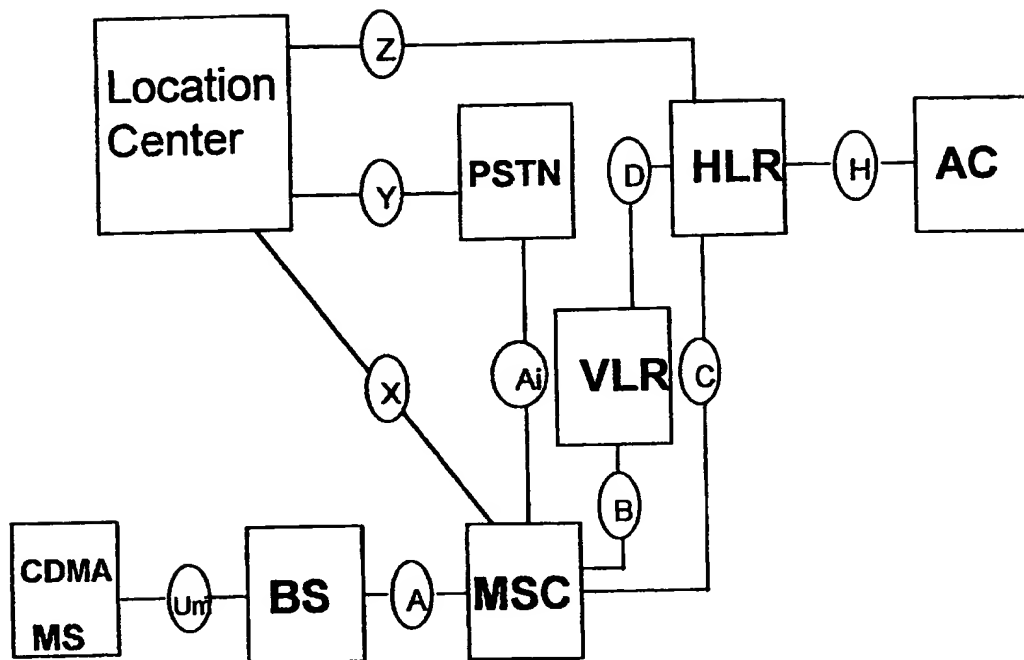 Location
Center
Z
Y
PSTN
D
HLR
H
AC
X
Ai
VLR
C
B
CDMA
MS
Um
BS
A
MSC